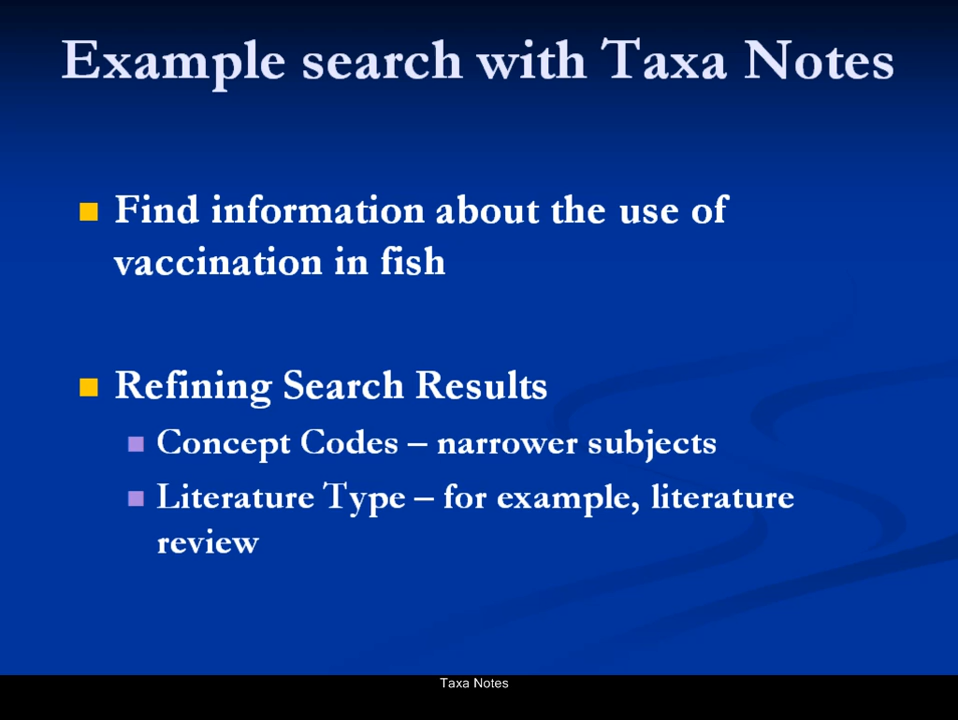 Example search with Taxa Notes
Find information about the use of
vaccination in fish
Refining Search Results
Concept Codes – narrower subjects
Literature Type – for example, literature
review
Taxa Notes